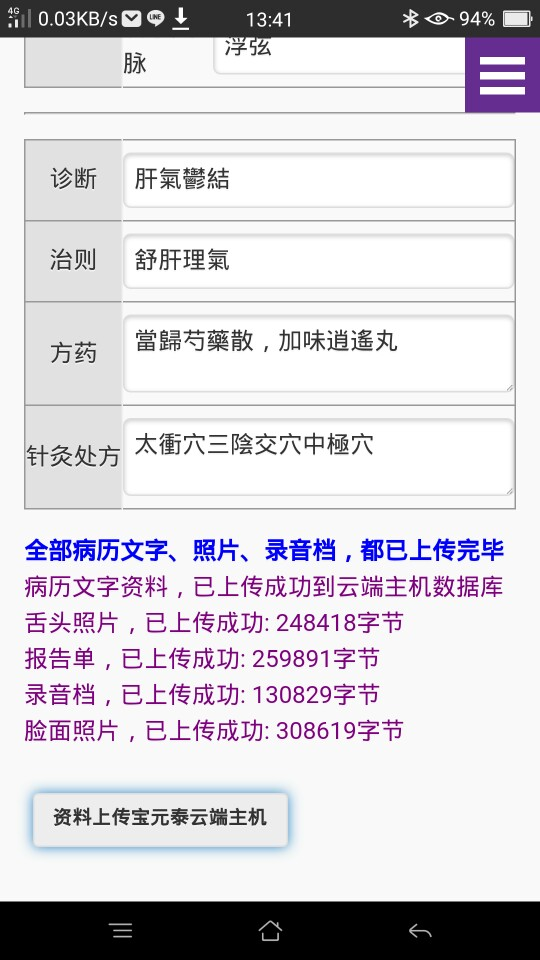 4G 0.03KB/s LINE 13:41 94%
脉 浮弦
诊断 肝氣鬱結
治则 舒肝理氣
方药 當歸芍藥散，加味逍遙丸
针灸处方 太衝穴三陰交穴中極穴
全部病历文字、照片、录音档，都已上传完毕
病历文字资料，已上传成功到云端主机数据库
舌头照片，已上传成功: 248418字节
报告单，已上传成功: 259891字节
录音档，已上传成功: 130829字节
脸面照片，已上传成功: 308619字节
资料上传宝元泰云端主机